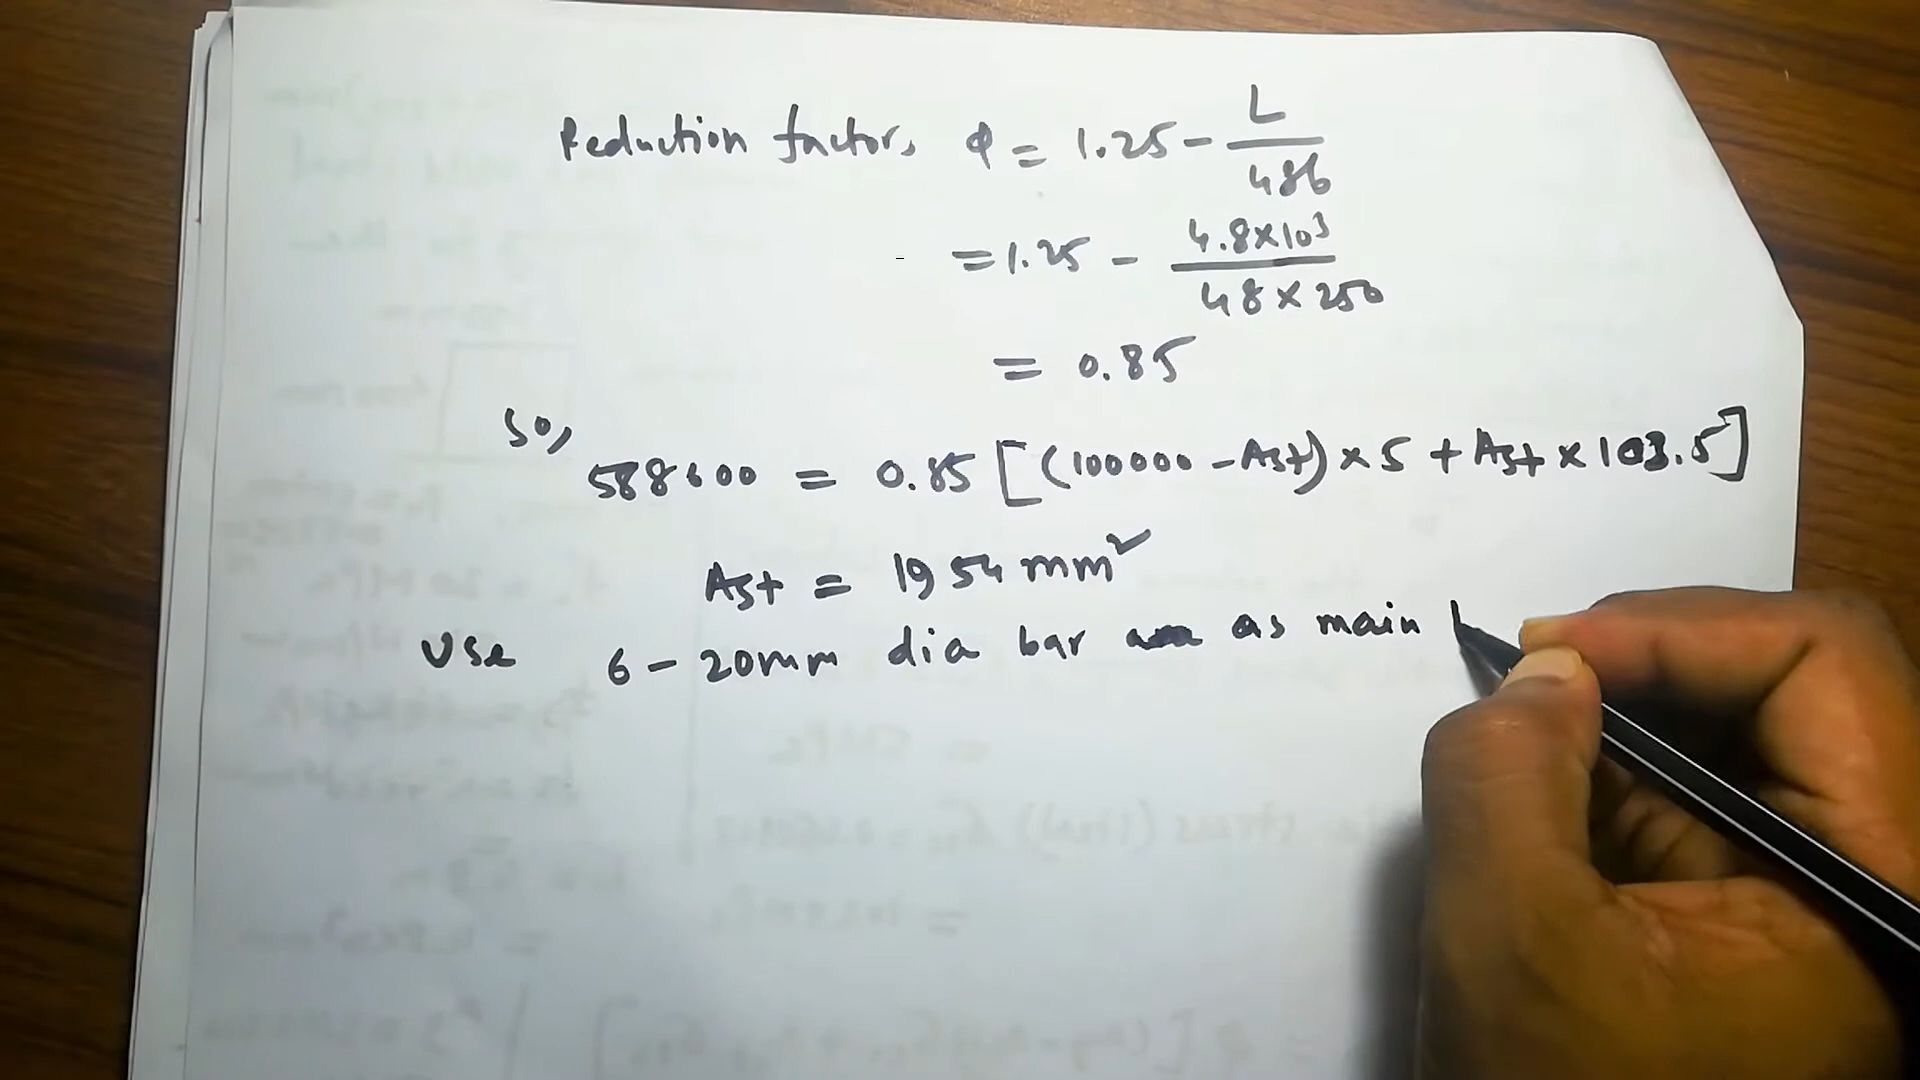 Reduction factor, φ = 1.25 - L/48b
= 1.25 - 4.8×10³/48×250
= 0.85
So,
588600 = 0.85 [(100000 - Ast) × 5 + Ast × 103.5]
Ast = 1954 mm²
Use 6 - 20mm dia bar as main